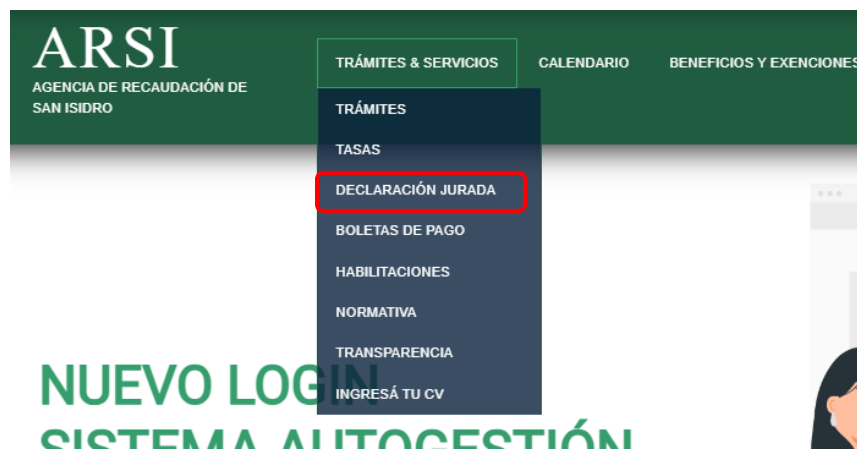 ARSI
AGENCIA DE RECAUDACIÓN DE
SAN ISIDRO
TRÁMITES & SERVICIOS
CALENDARIO
BENEFICIOS Y EXENCIONES
TRÁMITES
TASAS
DECLARACIÓN JURADA
BOLETAS DE PAGO
HABILITACIONES
NORMATIVA
TRANSPARENCIA
INGRESÁ TU CV
NUEVO LOGIN
SISTEMA AUTOGESTIÓN